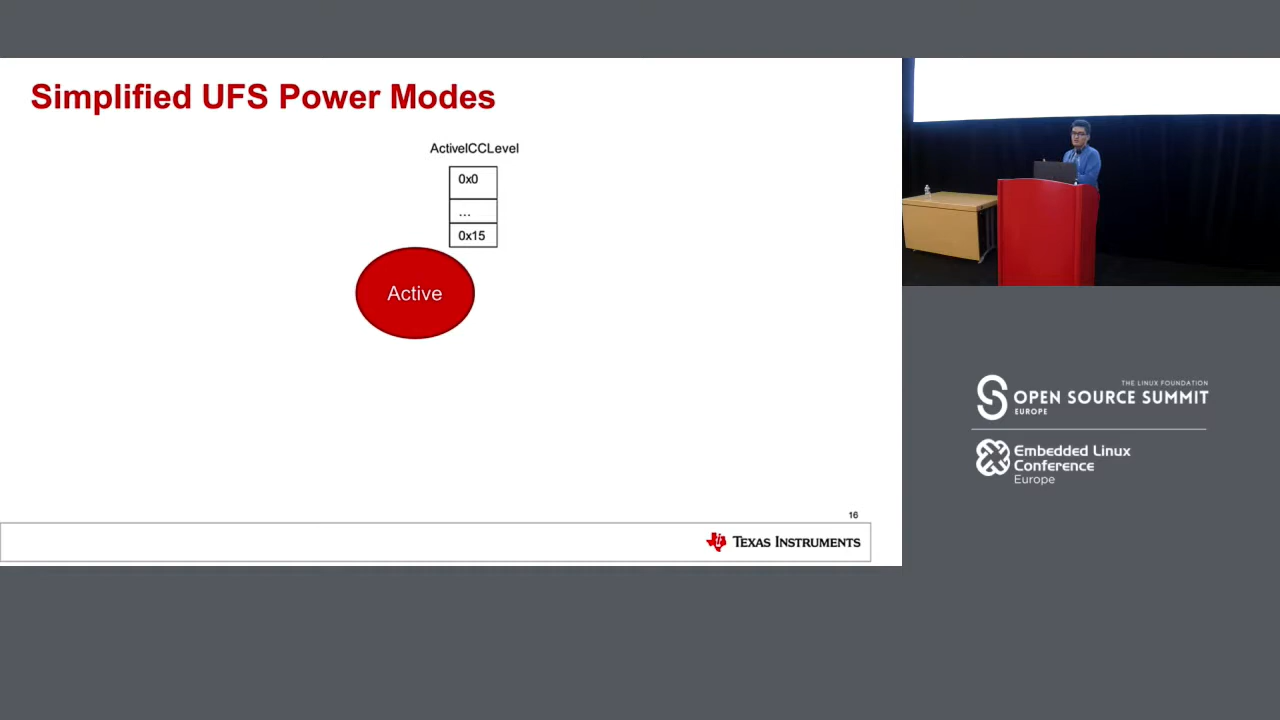 Simplified UFS Power Modes
ActiveICCLevel
0x0
...
0x15
Active
16
TEXAS INSTRUMENTS
THE LINUX FOUNDATION
OPEN SOURCE SUMMIT
EUROPE
Embedded Linux
Conference
Europe